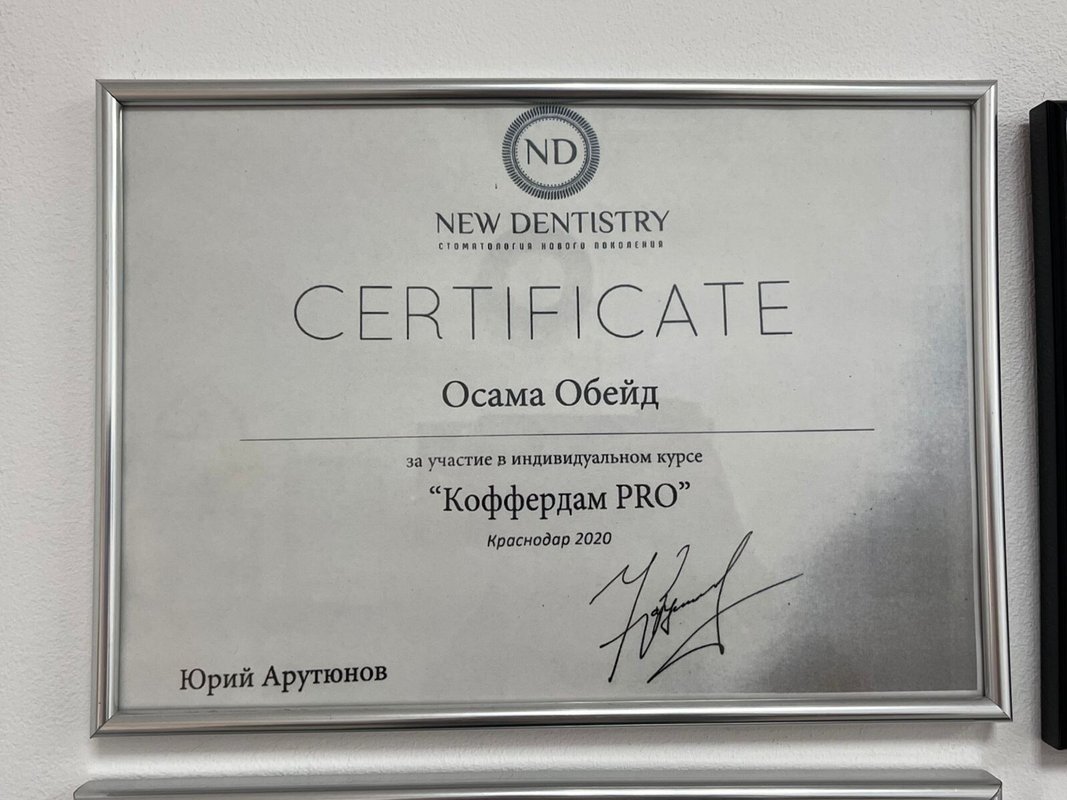 ND
NEW DENTISTRY
СТОМАТОЛОГИЯ НОВОГО ПОКОЛЕНИЯ
CERTIFICATE
Осама Обейд
за участие в индивидуальном курсе
“Коффердам PRO”
Краснодар 2020
Юрий Арутюнов